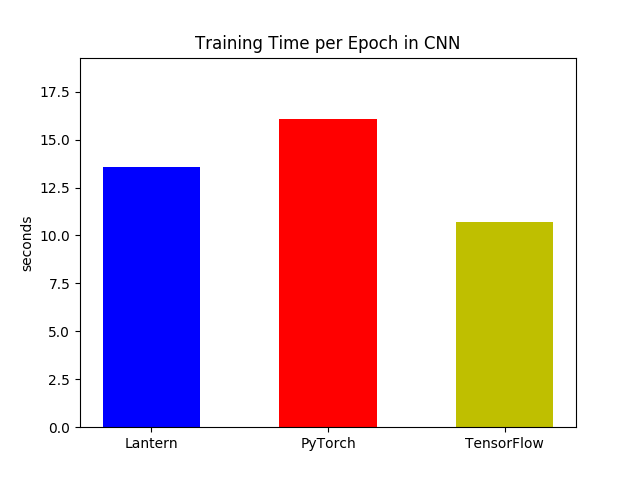 Training Time per Epoch in CNN
seconds
17.5
15.0
12.5
10.0
7.5
5.0
2.5
0.0
Lantern PyTorch TensorFlow